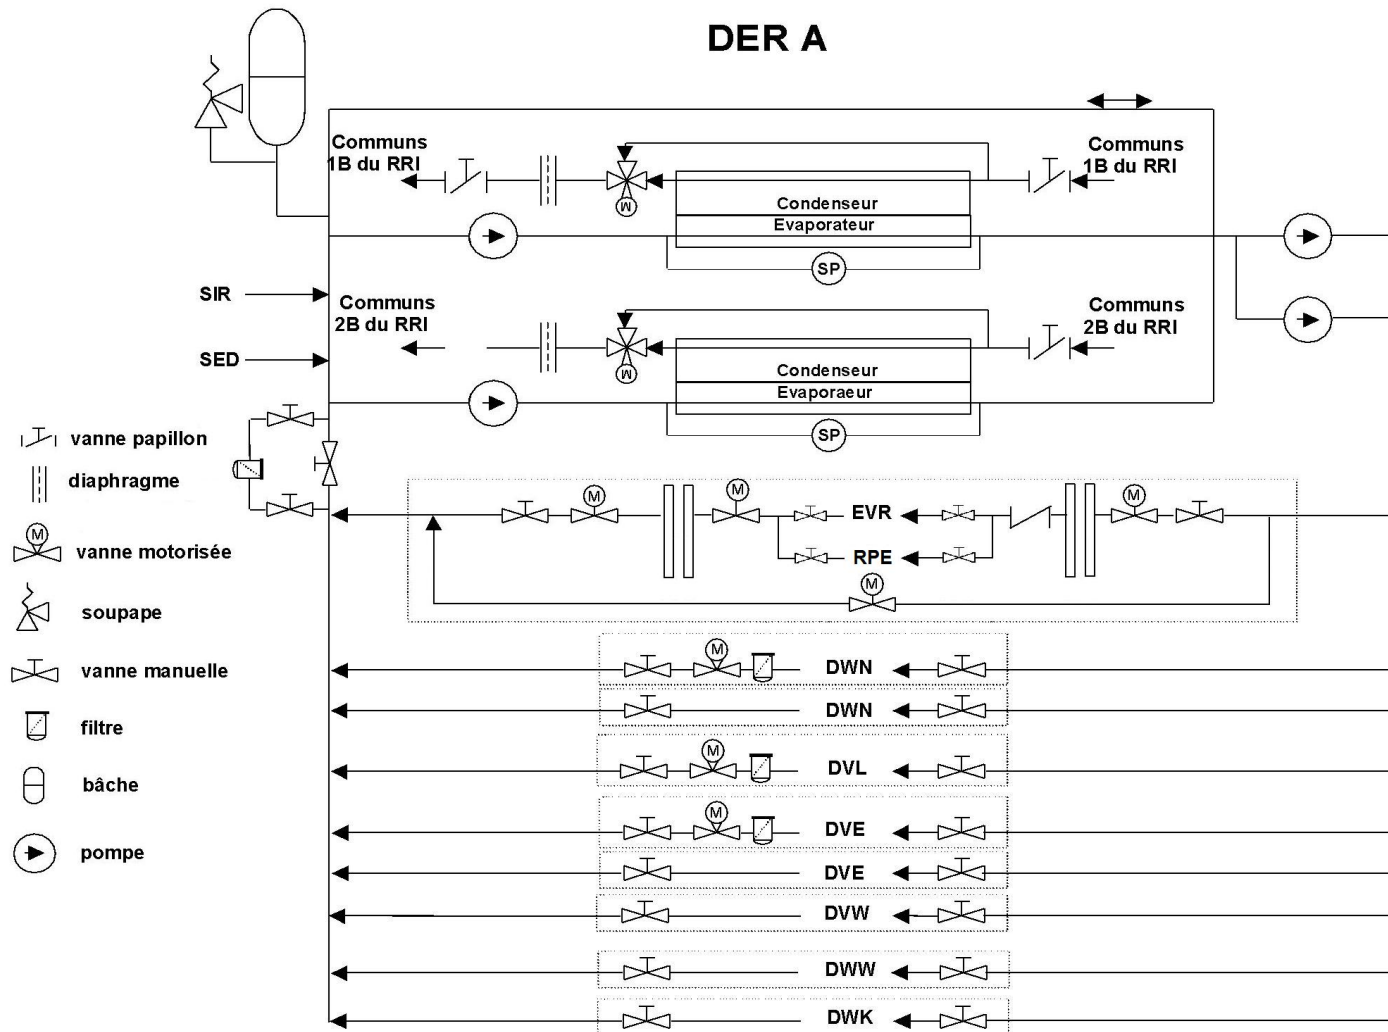 DER A
Communs
1B du RRI
Communs
1B du RRI
M
Condenseur
Evaporateur
SP
SIR
Communs
2B du RRI
Communs
2B du RRI
SED
M
Condenseur
Evaporaeur
SP
vanne papillon
diaphragme
M
vanne motorisée
soupape
vanne manuelle
filtre
bâche
pompe
M
M
M
EVR
RPE
M
M
DWN
DWN
M
DVL
M
DVE
DVE
DVW
DWW
DWK